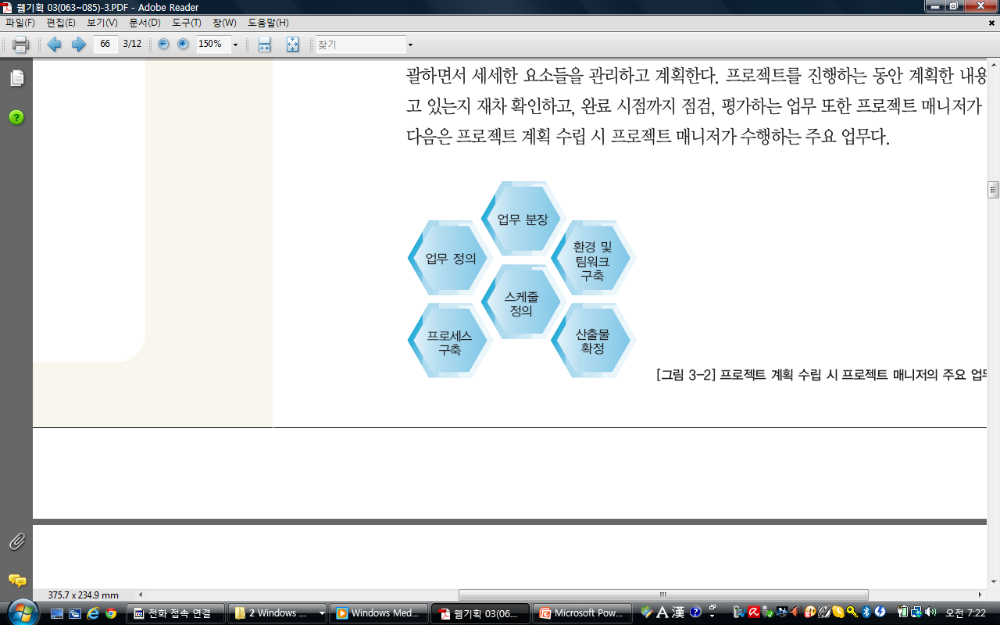 웹기획 03(063~085)-3.PDF - Adobe Reader
파일(F) 편집(E) 보기(V) 문서(D) 도구(T) 창(W) 도움말(H)
66 3/12 150% 찾기
괄하면서 세세한 요소들을 관리하고 계획한다. 프로젝트를 진행하는 동안 계획한 내용
고 있는지 재차 확인하고, 완료 시점까지 점검, 평가하는 업무 또한 프로젝트 매니저가
다음은 프로젝트 계획 수립 시 프로젝트 매니저가 수행하는 주요 업무다.
업무 분장
업무 정의
환경 및
팀워크
구축
스케줄
정의
프로세스
구축
산출물
확정
[그림 3-2] 프로젝트 계획 수립 시 프로젝트 매니저의 주요 업무
375.7 x 234.9 mm
전화 접속 연결 2 Windows ... Windows Med... 웹기획 03(06... Microsoft Pow... A 漢 오전 7:22